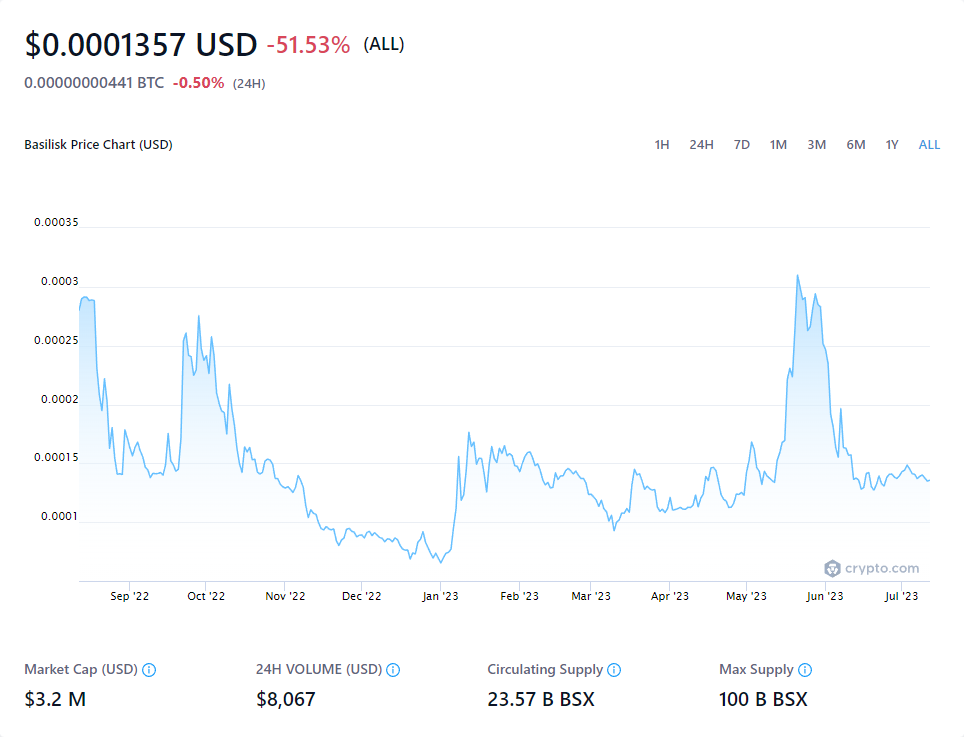 $0.0001357 USD -51.53% (ALL)
0.00000000441 BTC -0.50% (24H)
Basilisk Price Chart (USD) 1H 24H 7D 1M 3M 6M 1Y ALL
0.00035
0.0003
0.00025
0.0002
0.00015
0.0001
crypto.com
Sep '22 Oct '22 Nov '22 Dec '22 Jan '23 Feb '23 Mar '23 Apr '23 May '23 Jun '23 Jul '23
Market Cap (USD) 24H VOLUME (USD) Circulating Supply Max Supply
$3.2 M $8,067 23.57 B BSX 100 B BSX